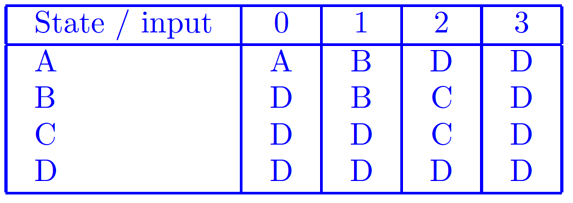 State / input 0 1 2 3
A A B D D
B D B C D
C D D C D
D D D D D